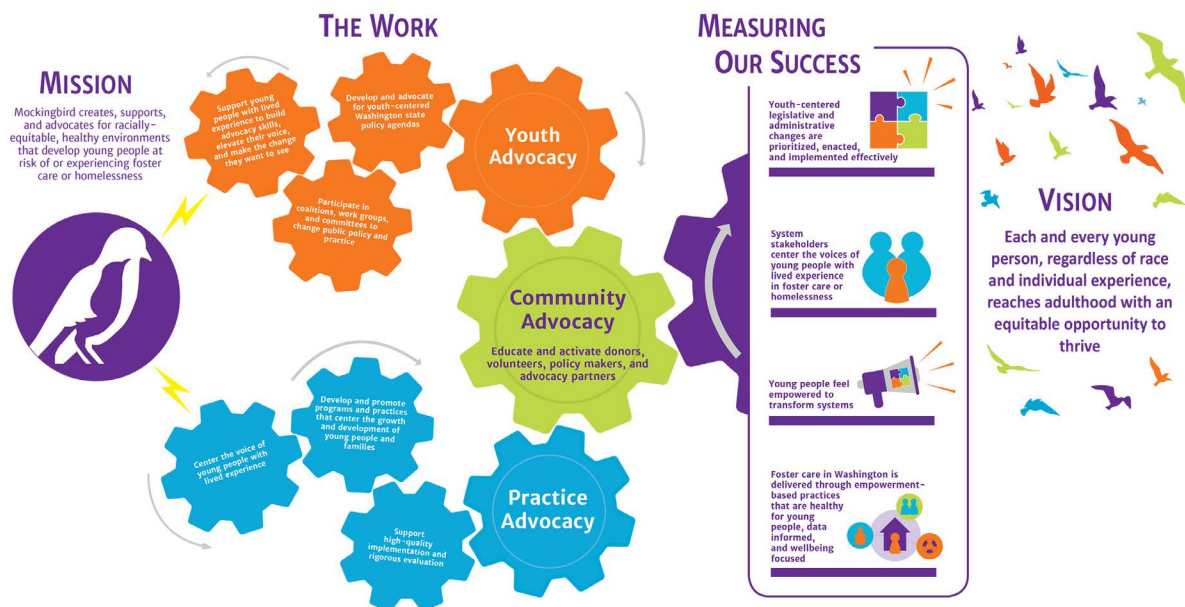 MISSION
Mockingbird creates, supports,
and advocates for racially-
equitable, healthy environments
that develop young people at
risk of or experiencing foster
care or homelessness
THE WORK
Support young
people with lived
experience to build
advocacy skills,
elevate their voice,
and make the change
they want to see
Develop and advocate
for youth-centered
Washington state
policy agendas
Participate in
coalitions, work groups,
and committees to
change public policy and
practice
Youth
Advocacy
Community
Advocacy
Educate and activate donors,
volunteers, policy makers, and
advocacy partners
Center the voice of
young people with
lived experience
Develop and promote
programs and practices
that center the growth
and development of
young people and
families
Support
high-quality
implementation and
rigorous evaluation
Practice
Advocacy
MEASURING
OUR SUCCESS
Youth-centered
legislative and
administrative
changes are
prioritized, enacted,
and implemented effectively
System
stakeholders
center the voices of
young people with
lived experience
in foster care or
homelessness
Young people feel
empowered to
transform systems
Foster care in Washington is
delivered through empowerment-
based practices
that are healthy
for young
people, data
informed,
and wellbeing
focused
VISION
Each and every young
person, regardless of race
and individual experience,
reaches adulthood with an
equitable opportunity to
thrive